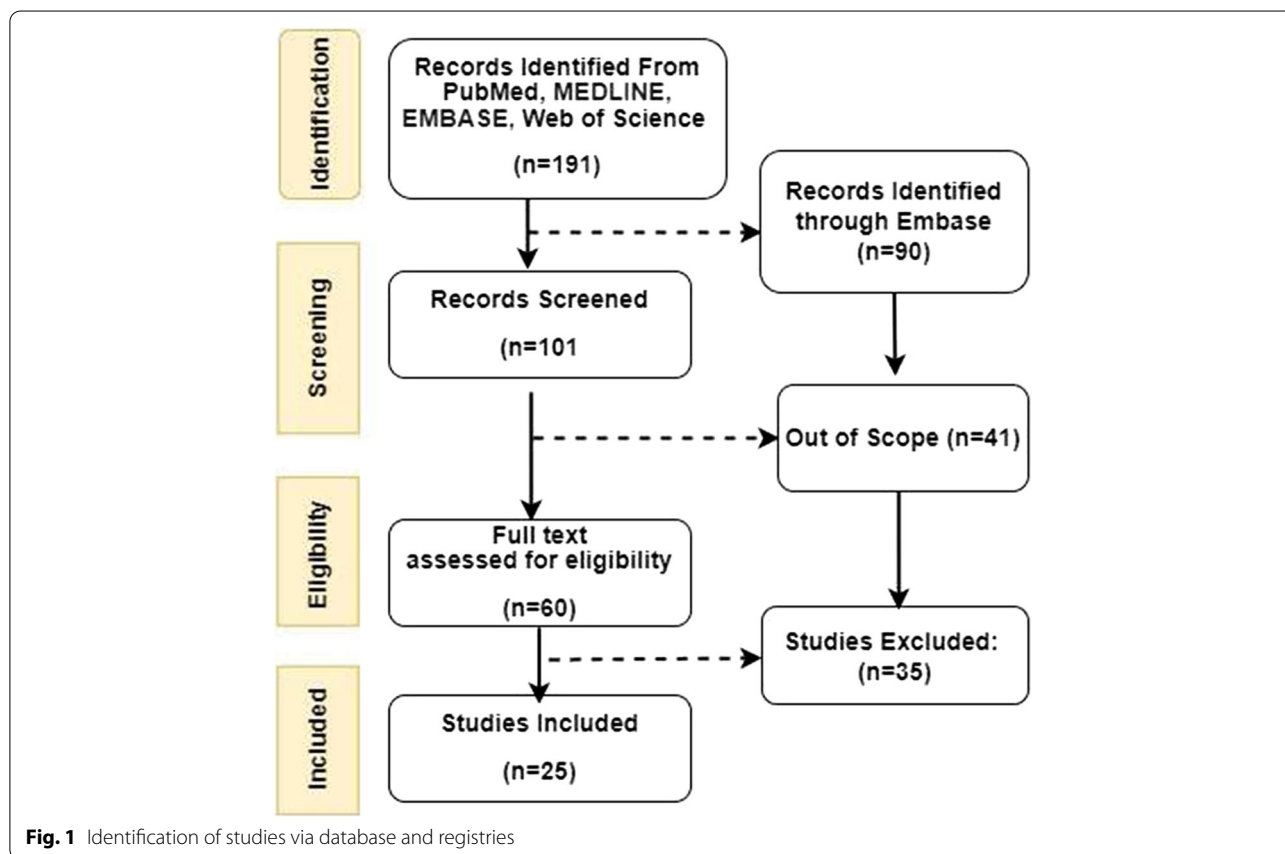 Identification
Records Identified From
PubMed, MEDLINE,
EMBASE, Web of Science
(n=191)
Records Identified
through Embase
(n=90)
Screening
Records Screened
(n=101
Out of Scope (n=41)
Eligibility
Full text
assessed for eligibility
(n=60)
Studies Excluded:
(n=35)
Included
Studies Included
(n=25)
Fig. 1 Identification of studies via database and registries